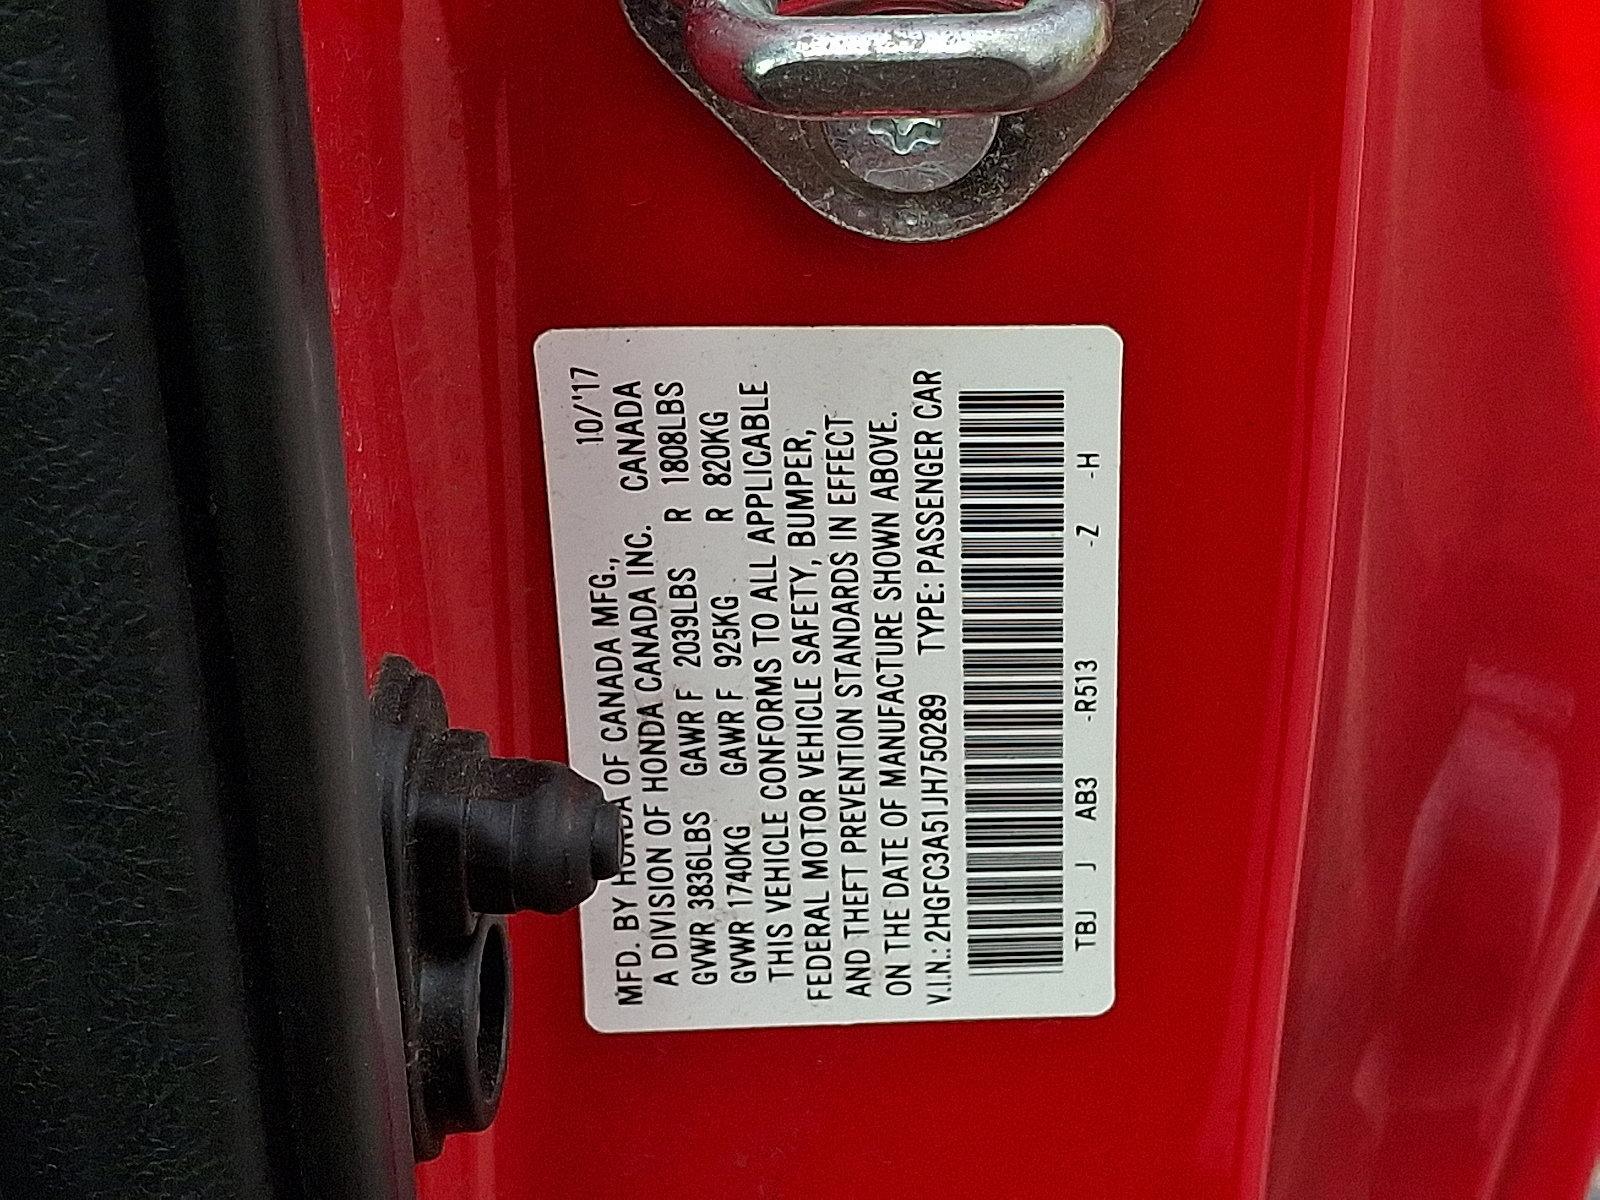 10/'17
MFD. BY HONDA OF CANADA MFG.,
A DIVISION OF HONDA CANADA INC. CANADA
GVWR 3836LBS GAWR F 2039LBS R 1808LBS
GVWR 1740KG GAWR F 925KG R 820KG
THIS VEHICLE CONFORMS TO ALL APPLICABLE
FEDERAL MOTOR VEHICLE SAFETY, BUMPER,
AND THEFT PREVENTION STANDARDS IN EFFECT
ON THE DATE OF MANUFACTURE SHOWN ABOVE.
V.I.N.:2HGFC3A51JH750289 TYPE:PASSENGER CAR
TBJ J AB3 -R513 -Z -H